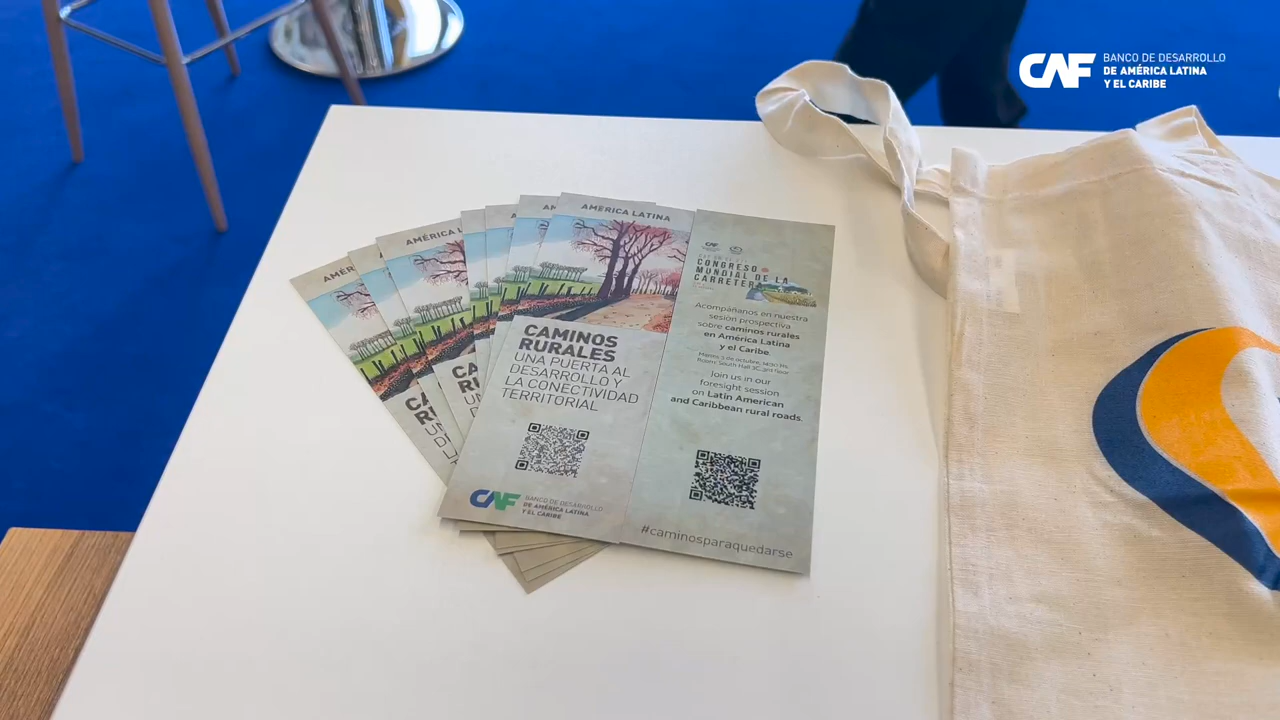 CAF BANCO DE DESARROLLO
DE AMÉRICA LATINA
Y EL CARIBE
AMÉR
AMÉRICA L
AMÉRICA LATINA
CAMINOS
RURALES
UNA PUERTA AL
DESARROLLO Y
LA CONECTIVIDAD
TERRITORIAL
CAF BANCO DE DESARROLLO
DE AMÉRICA LATINA
Y EL CARIBE
CAF
CONGRESO
MUNDIAL DE LA
CARRETERA
Acompáñanos en nuestra
sesión prospectiva
sobre caminos rurales
en América Latina
y el Caribe.
Join us in our
foresight session
on Latin American
and Caribbean rural roads.
#caminosparaquedarse